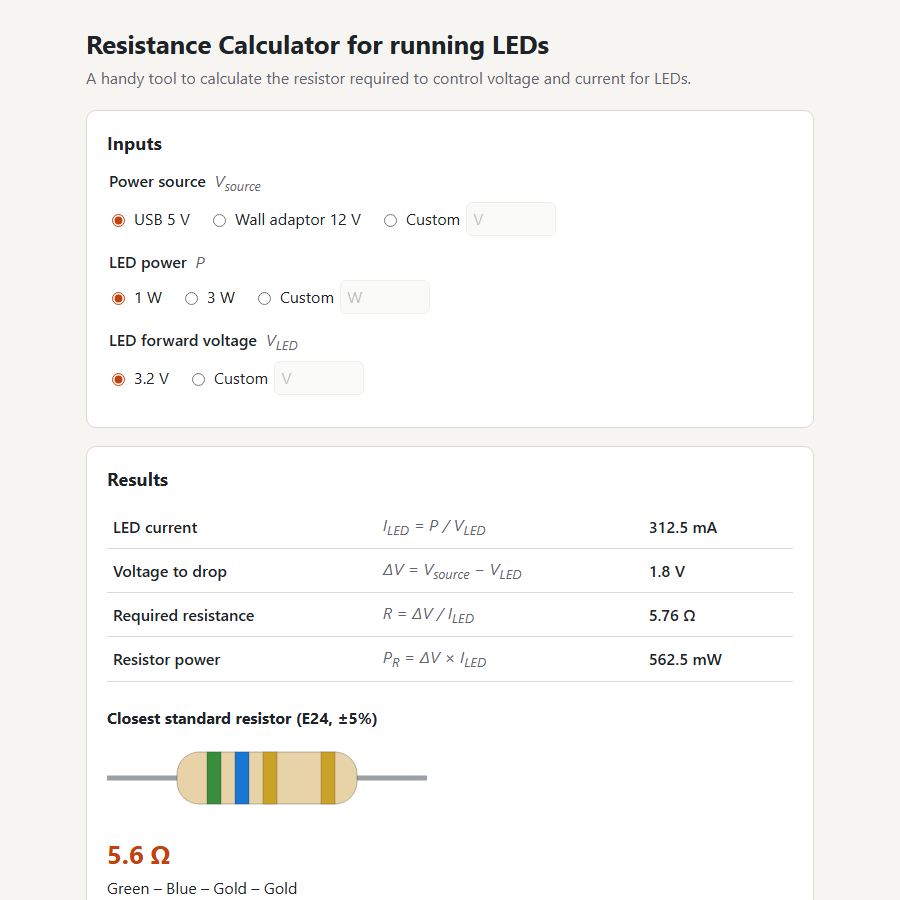 Resistance Calculator for running LEDs
A handy tool to calculate the resistor required to control voltage and current for LEDs.
Inputs
Power source V_source
USB 5 V Wall adaptor 12 V Custom V
LED power P
1 W 3 W Custom W
LED forward voltage V_LED
3.2 V Custom V
Results
LED current I_LED = P / V_LED 312.5 mA
Voltage to drop ΔV = V_source − V_LED 1.8 V
Required resistance R = ΔV / I_LED 5.76 Ω
Resistor power P_R = ΔV × I_LED 562.5 mW
Closest standard resistor (E24, ±5%)
5.6 Ω
Green – Blue – Gold – Gold